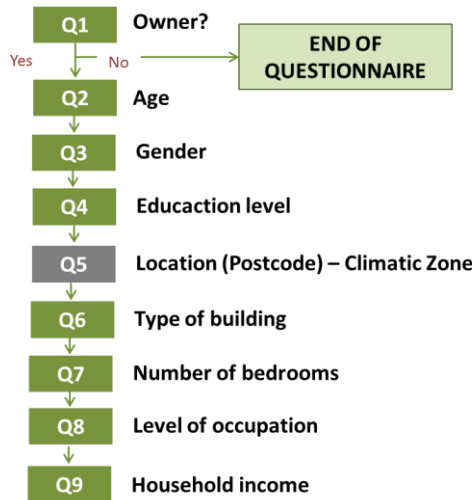 Q1 Owner?
Yes No END OF
QUESTIONNAIRE
Q2 Age
Q3 Gender
Q4 Educaction level
Q5 Location (Postcode) – Climatic Zone
Q6 Type of building
Q7 Number of bedrooms
Q8 Level of occupation
Q9 Household income